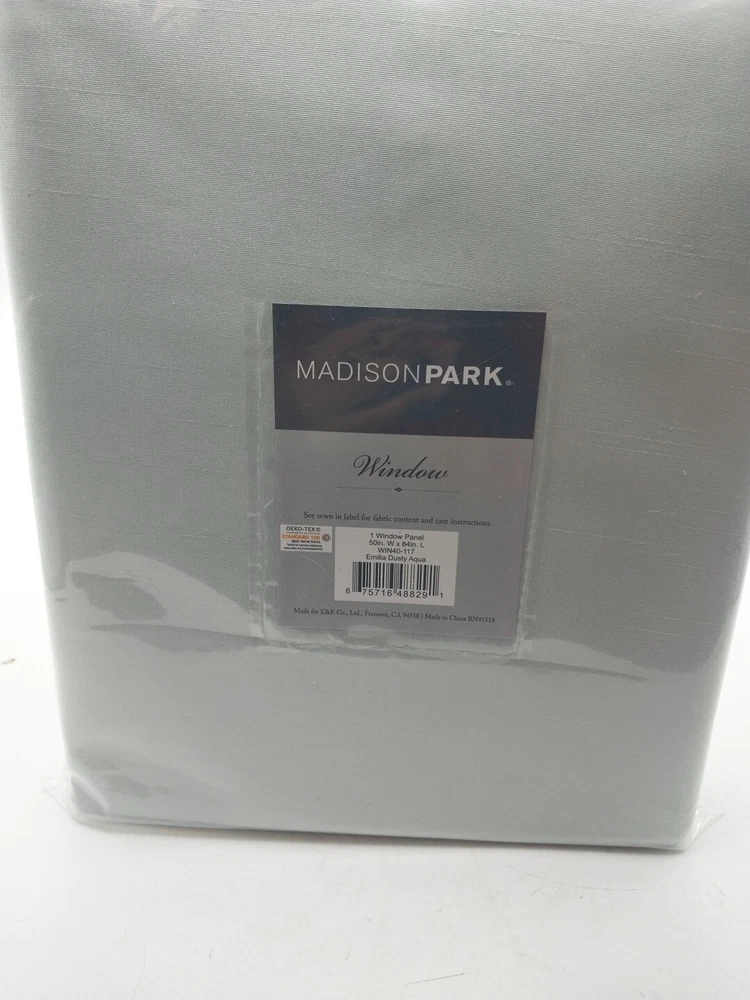 MADISONPARK®
Window
See sewn in label for fabric content and care instructions.
OEKO-TEX®
STANDARD 100
1 Window Panel
50in. W x 84in. L
WIN40-117
Emilia Dusty Aqua
6 75716 48829 1
Made for E&E Co., Ltd., Fremont, CA 94538 | Made in China RN91519